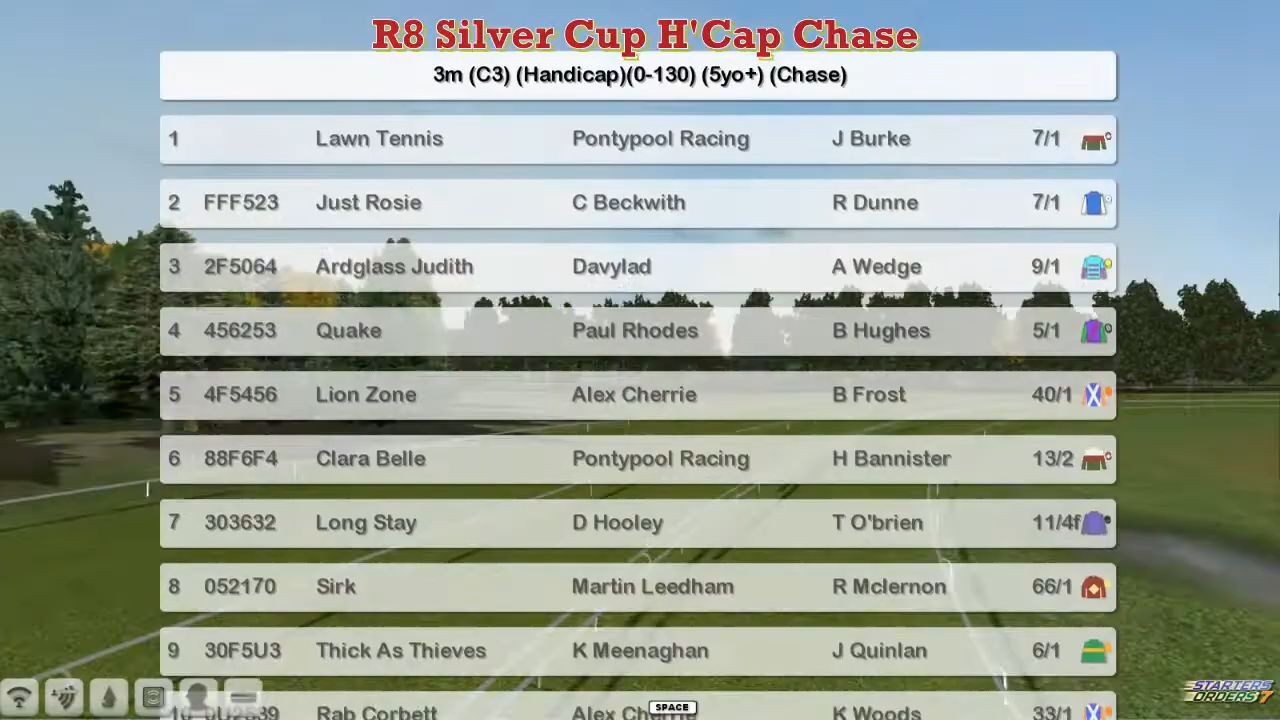 R8 Silver Cup H'Cap Chase
3m (C3) (Handicap)(0-130) (5yo+) (Chase)
1 Lawn Tennis Pontypool Racing J Burke 7/1
2 FFF523 Just Rosie C Beckwith R Dunne 7/1
3 2F5064 Ardglass Judith Davylad A Wedge 9/1
4 456253 Quake Paul Rhodes B Hughes 5/1
5 4F5456 Lion Zone Alex Cherrie B Frost 40/1
6 88F6F4 Clara Belle Pontypool Racing H Bannister 13/2
7 303632 Long Stay D Hooley T O'brien 11/4f
8 052170 Sirk Martin Leedham R Mclernon 66/1
9 30F5U3 Thick As Thieves K Meenaghan J Quinlan 6/1
10 0U2539 Rab Corbett Alex Cherrie K Woods 33/1
SPACE
STARTERS
ORDERS 7